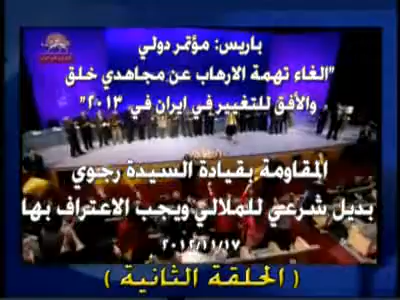 باريس: مؤتمر دولي
"الغاء تهمة الارهاب عن مجاهدي خلق
والأفق للتغيير في ايران في ٢٠١٣"
المقاومة بقيادة السيدة رجوي
بديل شرعي للملالي ويجب الاعتراف بها
٢٠١٢/١١/١٧
( الحلقة الثانية )